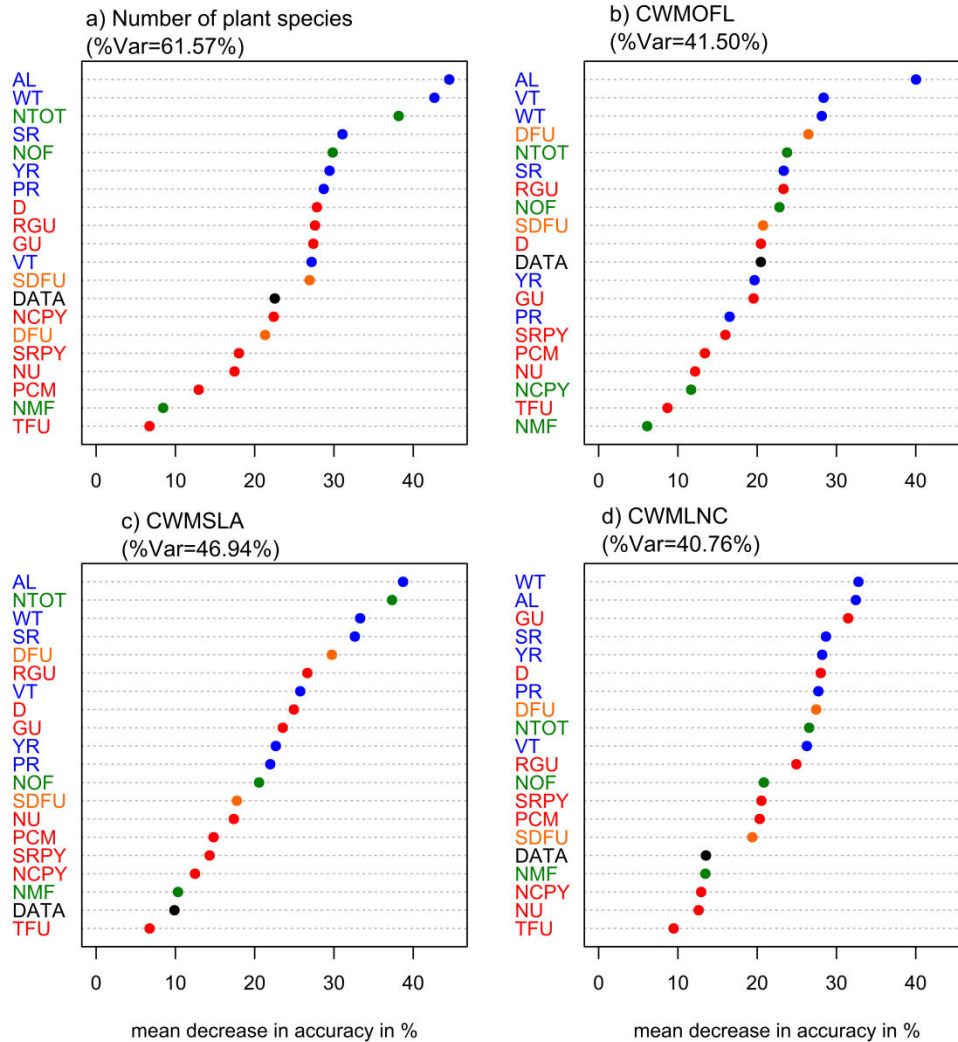 a) Number of plant species
(%Var=61.57%)
AL
WT
NTOT
SR
NOF
YR
PR
D
RGU
GU
VT
SDFU
DATA
NCPY
DFU
SRPY
NU
PCM
NMF
TFU
0 10 20 30 40
b) CWMOFL
(%Var=41.50%)
AL
VT
WT
DFU
NTOT
SR
RGU
NOF
SDFU
D
DATA
YR
GU
PR
SRPY
PCM
NU
NCPY
TFU
NMF
0 10 20 30 40
c) CWMSLA
(%Var=46.94%)
AL
NTOT
WT
SR
DFU
RGU
VT
D
GU
YR
PR
NOF
SDFU
NU
PCM
SRPY
NCPY
NMF
DATA
TFU
0 10 20 30 40
mean decrease in accuracy in %
d) CWMLNC
(%Var=40.76%)
WT
AL
GU
SR
YR
D
PR
DFU
NTOT
VT
RGU
NOF
SRPY
PCM
SDFU
DATA
NMF
NCPY
NU
TFU
0 10 20 30 40
mean decrease in accuracy in %